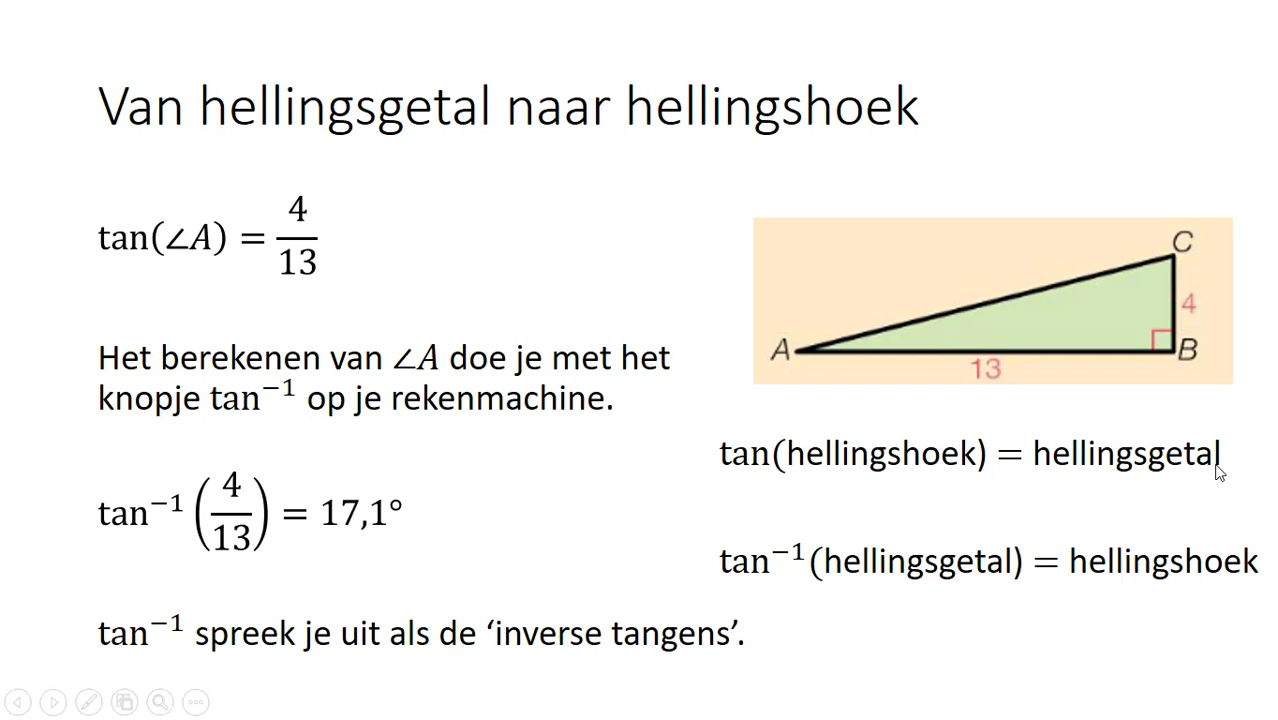 Van hellingsgetal naar hellingshoek
tan(∠A) = 4/13
Het berekenen van ∠A doe je met het
knopje tan⁻¹ op je rekenmachine.
tan⁻¹(4/13) = 17,1°
tan⁻¹ spreek je uit als de ‘inverse tangens’.
C
4
A
B
13
tan(hellingshoek) = hellingsgetal
tan⁻¹(hellingsgetal) = hellingshoek